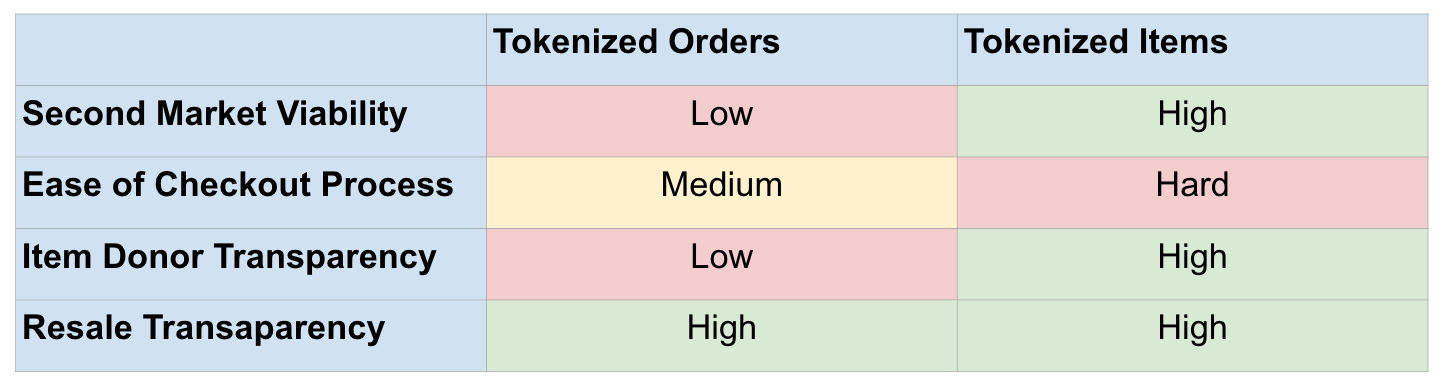 Tokenized Orders Tokenized Items
Second Market Viability Low High
Ease of Checkout Process Medium Hard
Item Donor Transparency Low High
Resale Transaparency High High